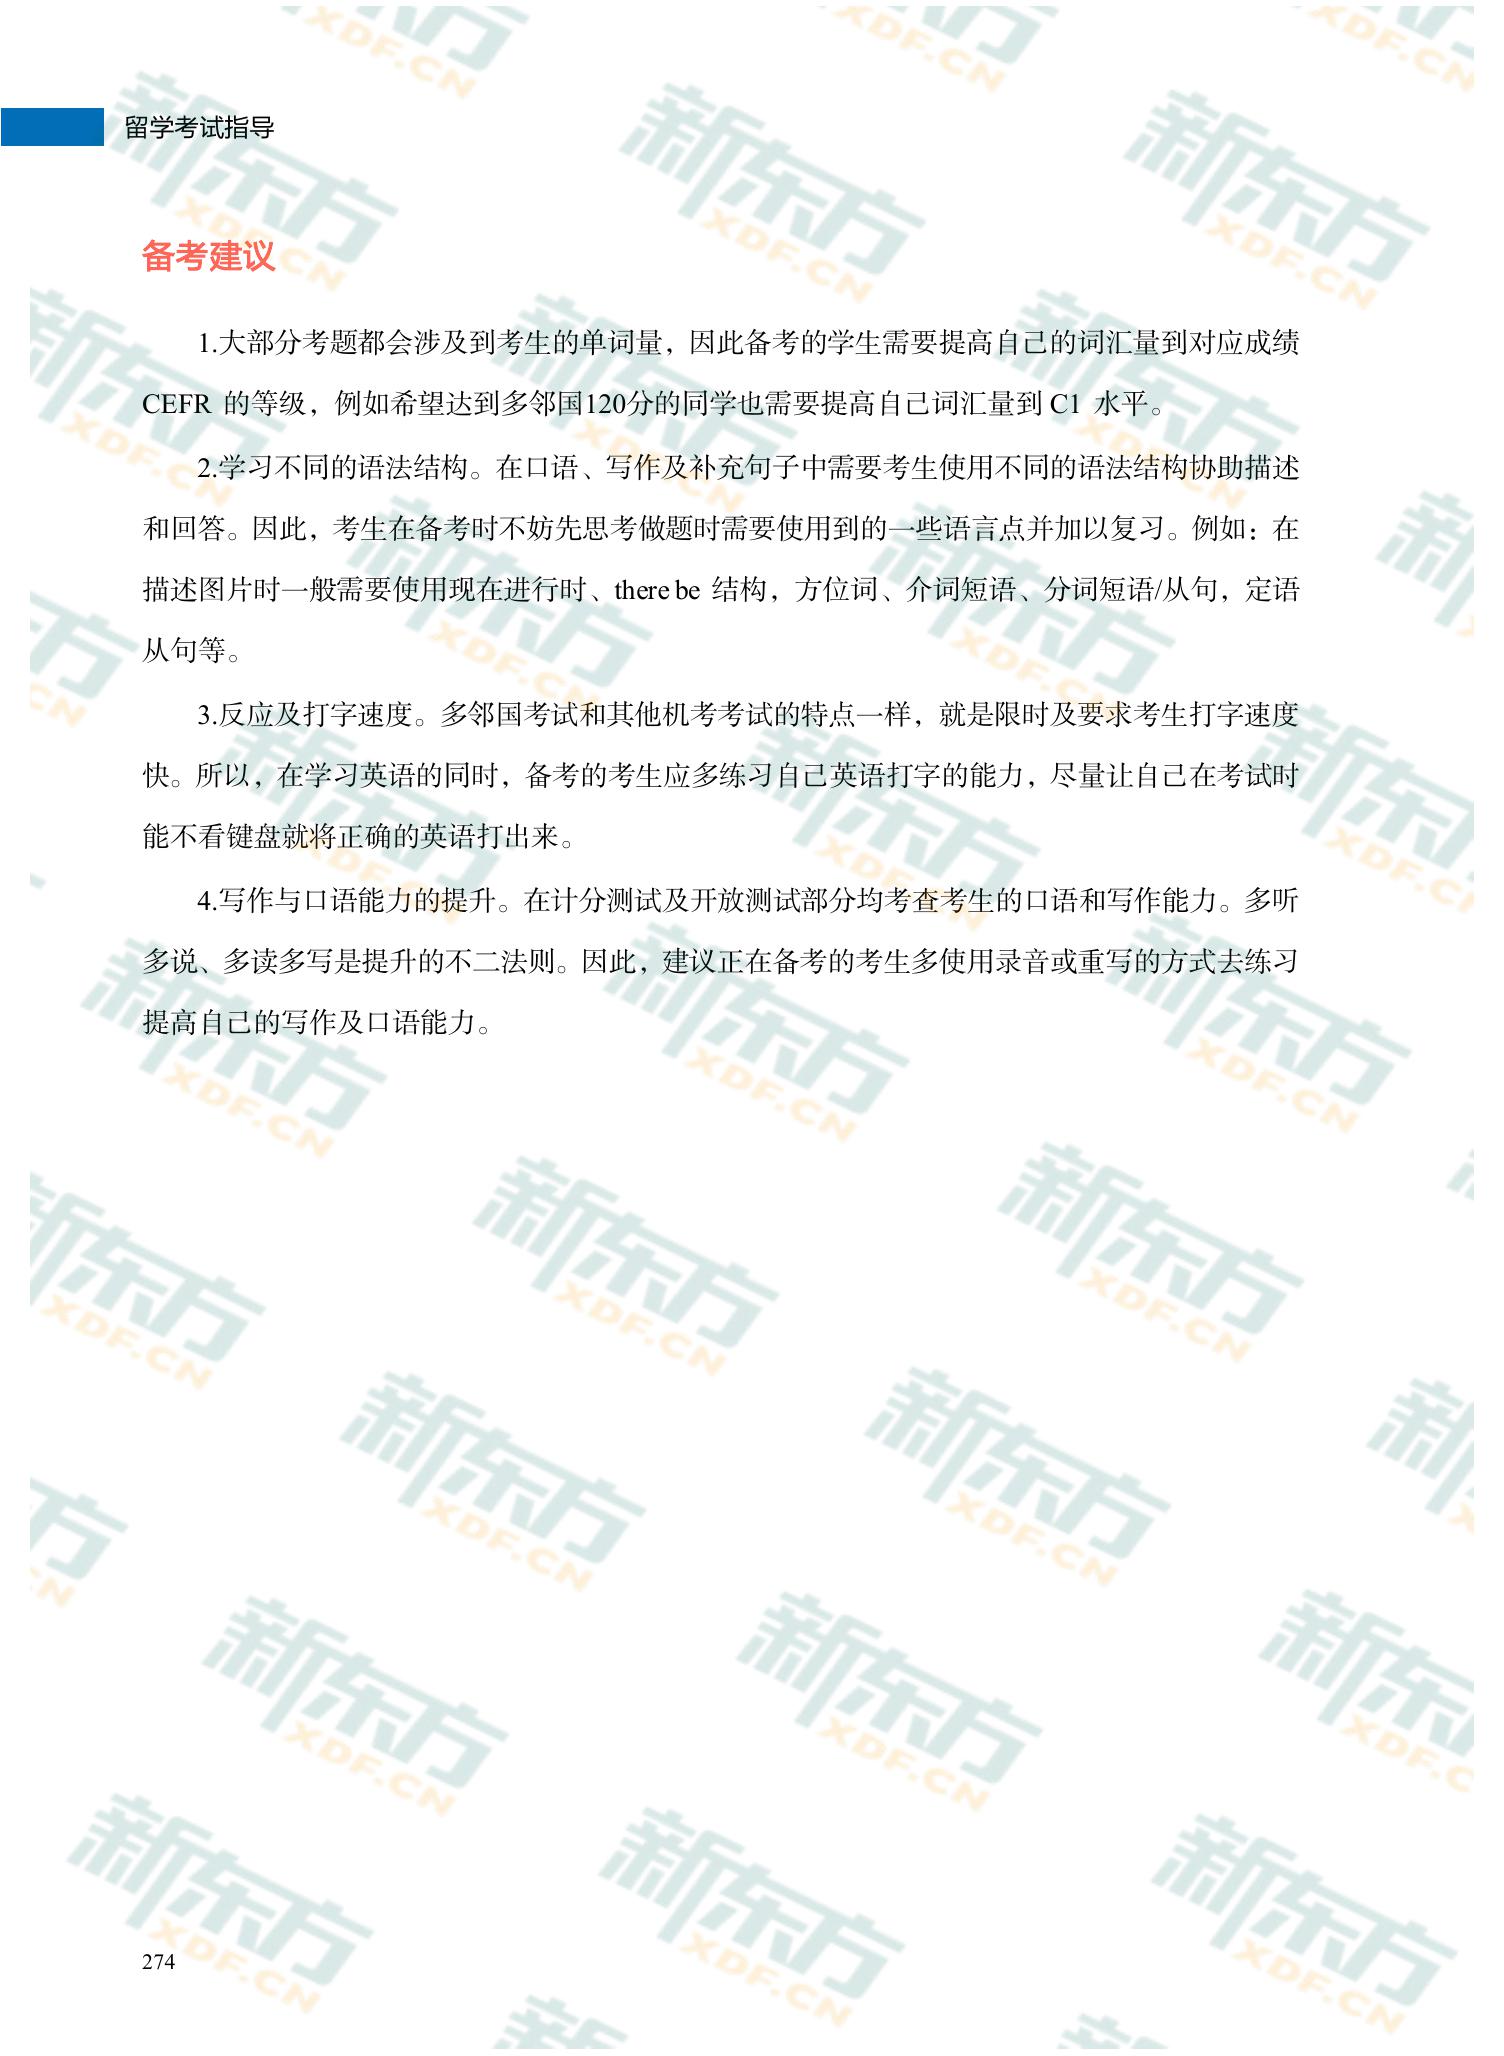 留学考试指导
备考建议
1.大部分考题都会涉及到考生的单词量，因此备考的学生需要提高自己的词汇量到对应成绩
CEFR 的等级，例如希望达到多邻国120分的同学也需要提高自己词汇量到 C1 水平。
2.学习不同的语法结构。在口语、写作及补充句子中需要考生使用不同的语法结构协助描述
和回答。因此，考生在备考时不妨先思考做题时需要使用到的一些语言点并加以复习。例如：在
描述图片时一般需要使用现在进行时、there be 结构，方位词、介词短语、分词短语/从句，定语
从句等。
3.反应及打字速度。多邻国考试和其他机考考试的特点一样，就是限时及要求考生打字速度
快。所以，在学习英语的同时，备考的考生应多练习自己英语打字的能力，尽量让自己在考试时
能不看键盘就将正确的英语打出来。
4.写作与口语能力的提升。在计分测试及开放测试部分均考查考生的口语和写作能力。多听
多说、多读多写是提升的不二法则。因此，建议正在备考的考生多使用录音或重写的方式去练习
提高自己的写作及口语能力。
274
新东方
XDF.CN